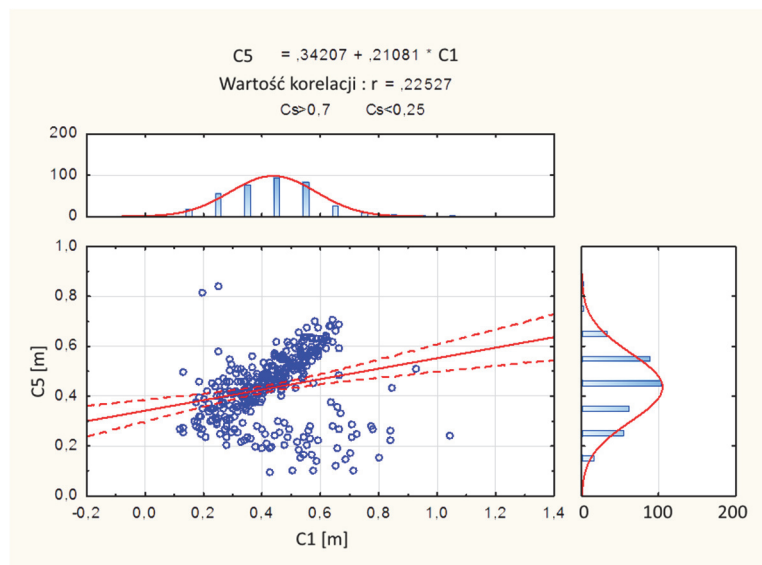 C5 = ,34207 + ,21081 * C1
Wartość korelacji : r = ,22527
Cs>0,7 Cs<0,25
200
100
0
1.0
0.8
0.6
0.4
0.2
0,0
C5 [m]
-0,2 0,0 0,2 0,4 0,6 0,8 1,0 1,2 1,4
C1 [m]
0 100 200